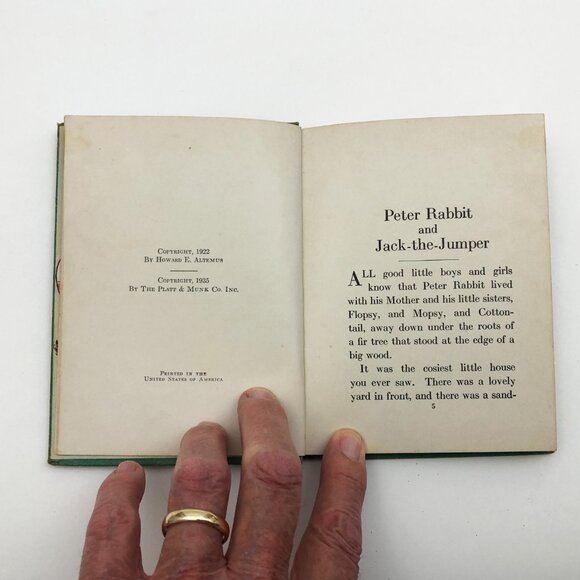 COPYRIGHT, 1922
BY HOWARD E. ALTEMUS
COPYRIGHT, 1935
BY THE PLATT & MUNK CO. INC.
PRINTED IN THE
UNITED STATES OF AMERICA
Peter Rabbit
and
Jack-the-Jumper
ALL good little boys and girls
know that Peter Rabbit lived
with his Mother and his little sisters,
Flopsy, and Mopsy, and Cotton-
tail, away down under the roots of
a fir tree that stood at the edge of a
big wood.
It was the cosiest little house
you ever saw. There was a lovely
yard in front, and there was a sand-
5